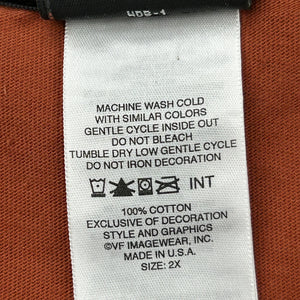 MACHINE WASH COLD
WITH SIMILAR COLORS
GENTLE CYCLE INSIDE OUT
DO NOT BLEACH
TUMBLE DRY LOW GENTLE CYCLE
DO NOT IRON DECORATION
INT
100% COTTON
EXCLUSIVE OF DECORATION
STYLE AND GRAPHICS
©VF IMAGEWEAR, INC.
MADE IN U.S.A.
SIZE: 2X